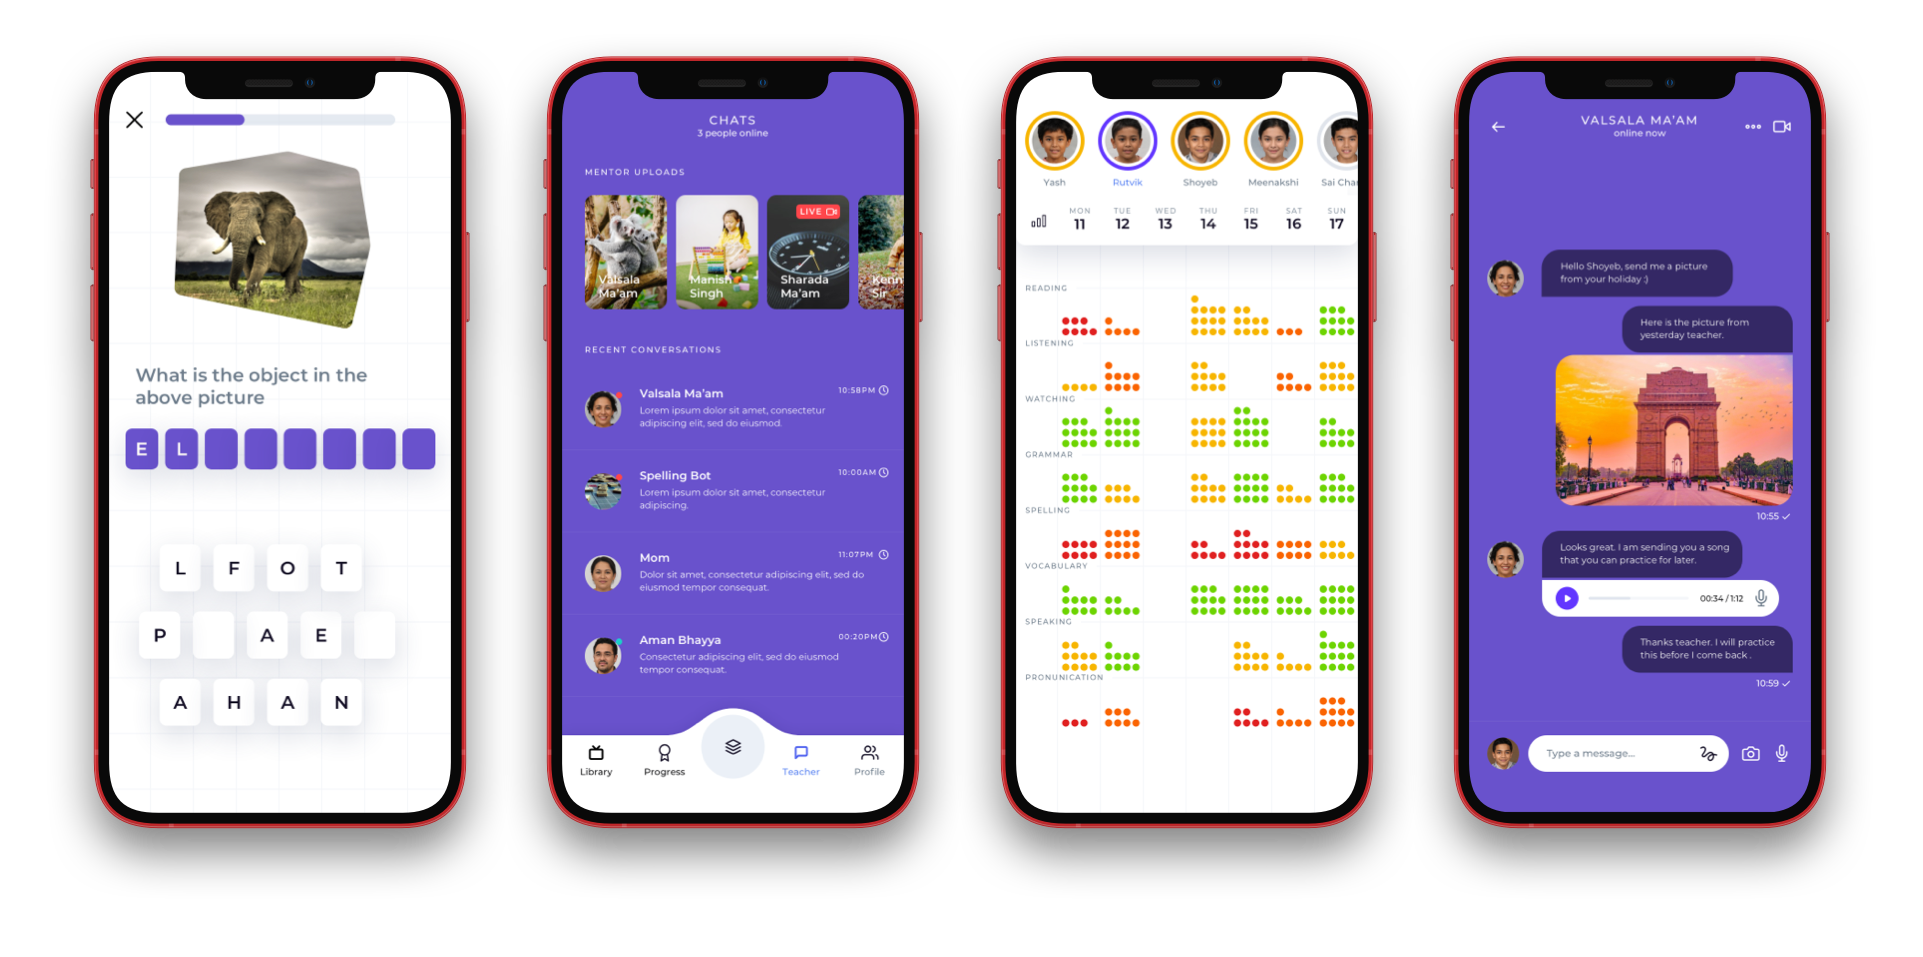 What is the object in the
above picture
E L
L F O T
P A E
A H A N
CHATS
3 people online
MENTOR UPLOADS
LIVE
Valsala
Ma'am
Manish
Singh
Sharada
Ma'am
Kenn
Sir
RECENT CONVERSATIONS
Valsala Ma'am
10:58PM
Lorem ipsum dolor sit amet, consectetur
adipiscing elit, sed do eiusmod.
Spelling Bot
10:00AM
Lorem ipsum dolor sit amet, consectetur
adipiscing.
Mom
11:07PM
Dolor sit amet, consectetur adipiscing elit, sed do
eiusmod tempor consequat.
Aman Bhayya
00:20PM
Consectetur adipiscing elit, sed do eiusmod
tempor consequat.
Library
Progress
Teacher
Profile
Yash
Rutvik
Shoyeb
Meenakshi
Sai Char
MON TUE WED THU FRI SAT SUN
11 12 13 14 15 16 17
READING
LISTENING
WATCHING
GRAMMAR
SPELLING
VOCABULARY
SPEAKING
PRONUNICATION
VALSALA MA'AM
online now
Hello Shoyeb, send me a picture
from your holiday :)
Here is the picture from
yesterday teacher.
10:55
Looks great. I am sending you a song
that you can practice for later.
00:34 / 1:12
Thanks teacher. I will practice
this before I come back .
10:59
Type a message...